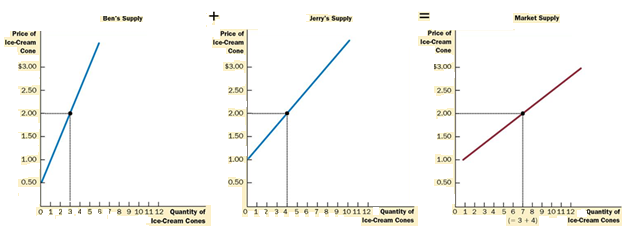 Ben's Supply
+
Jerry's Supply
=
Market Supply
Price of
Ice-Cream
Cone
$3.00
2.50
2.00
1.50
1.00
0.50
0 1 2 3 4 5 6 7 8 9 10 11 12
Quantity of
Ice-Cream Cones
Price of
Ice-Cream
Cone
$3.00
2.50
2.00
1.50
1.00
0.50
0 1 2 3 4 5 6 7 8 9 10 11 12
Quantity of
Ice-Cream Cones
Price of
Ice-Cream
Cone
$3.00
2.50
2.00
1.50
1.00
0.50
0 1 2 3 4 5 6 7 8 9 10 11 12
(= 3 + 4)
Quantity of
Ice-Cream Cones